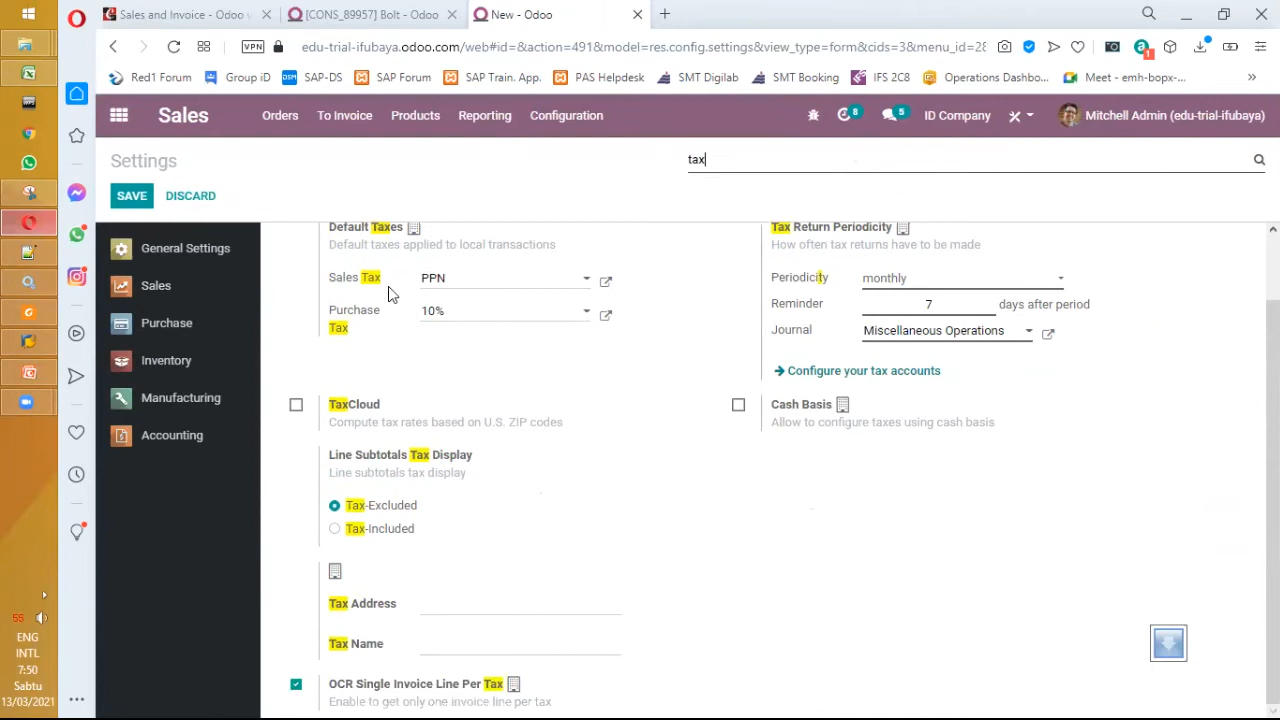 Sales and Invoice - Odoo v
[CONS_89957] Bolt - Odoo
New - Odoo
VPN
edu-trial-ifubaya.odoo.com/web#id=&action=491&model=res.config.settings&view_type=form&cids=3&menu_id=28
Red1 Forum
Group iD
SAP-DS
SAP Forum
SAP Train. App.
PAS Helpdesk
SMT Digilab
SMT Booking
IFS 2C8
Operations Dashbo...
Meet - emh-bopx-...
Sales
Orders
To Invoice
Products
Reporting
Configuration
8
5
ID Company
Mitchell Admin (edu-trial-ifubaya)
Settings
tax
SAVE
DISCARD
General Settings
Sales
Purchase
Inventory
Manufacturing
Accounting
Default Taxes
Default taxes applied to local transactions
Sales Tax PPN
Purchase Tax 10%
Tax Return Periodicity
How often tax returns have to be made
Periodicity monthly
Reminder 7 days after period
Journal Miscellaneous Operations
Configure your tax accounts
TaxCloud
Compute tax rates based on U.S. ZIP codes
Cash Basis
Allow to configure taxes using cash basis
Line Subtotals Tax Display
Line subtotals tax display
Tax-Excluded
Tax-Included
Tax Address
Tax Name
OCR Single Invoice Line Per Tax
Enable to get only one invoice line per tax
55
ENG
INTL
7:50
Sabtu
13/03/2021